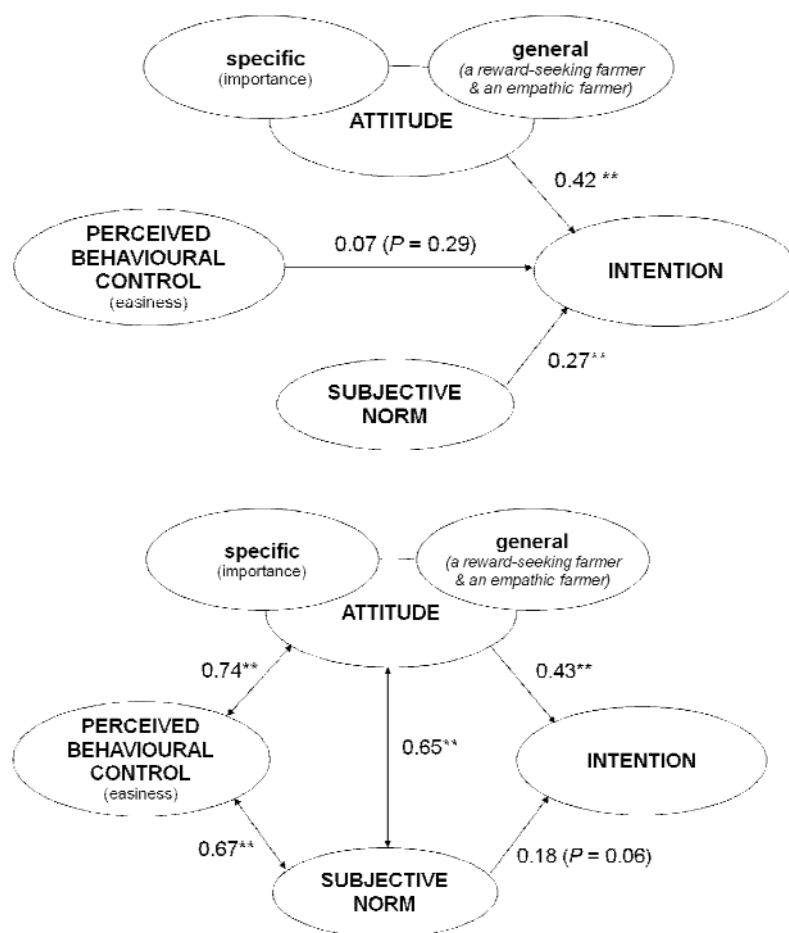 specific
(importance)
general
(a reward-seeking farmer
& an empathic farmer)
ATTITUDE
0.42 **
PERCEIVED
BEHAVIOURAL
CONTROL
(easiness)
0.07 (P = 0.29)
INTENTION
0.27**
SUBJECTIVE
NORM
specific
(importance)
general
(a reward-seeking farmer
& an empathic farmer)
ATTITUDE
0.74**
0.43**
PERCEIVED
BEHAVIOURAL
CONTROL
(easiness)
0.65**
INTENTION
0.67**
0.18 (P = 0.06)
SUBJECTIVE
NORM